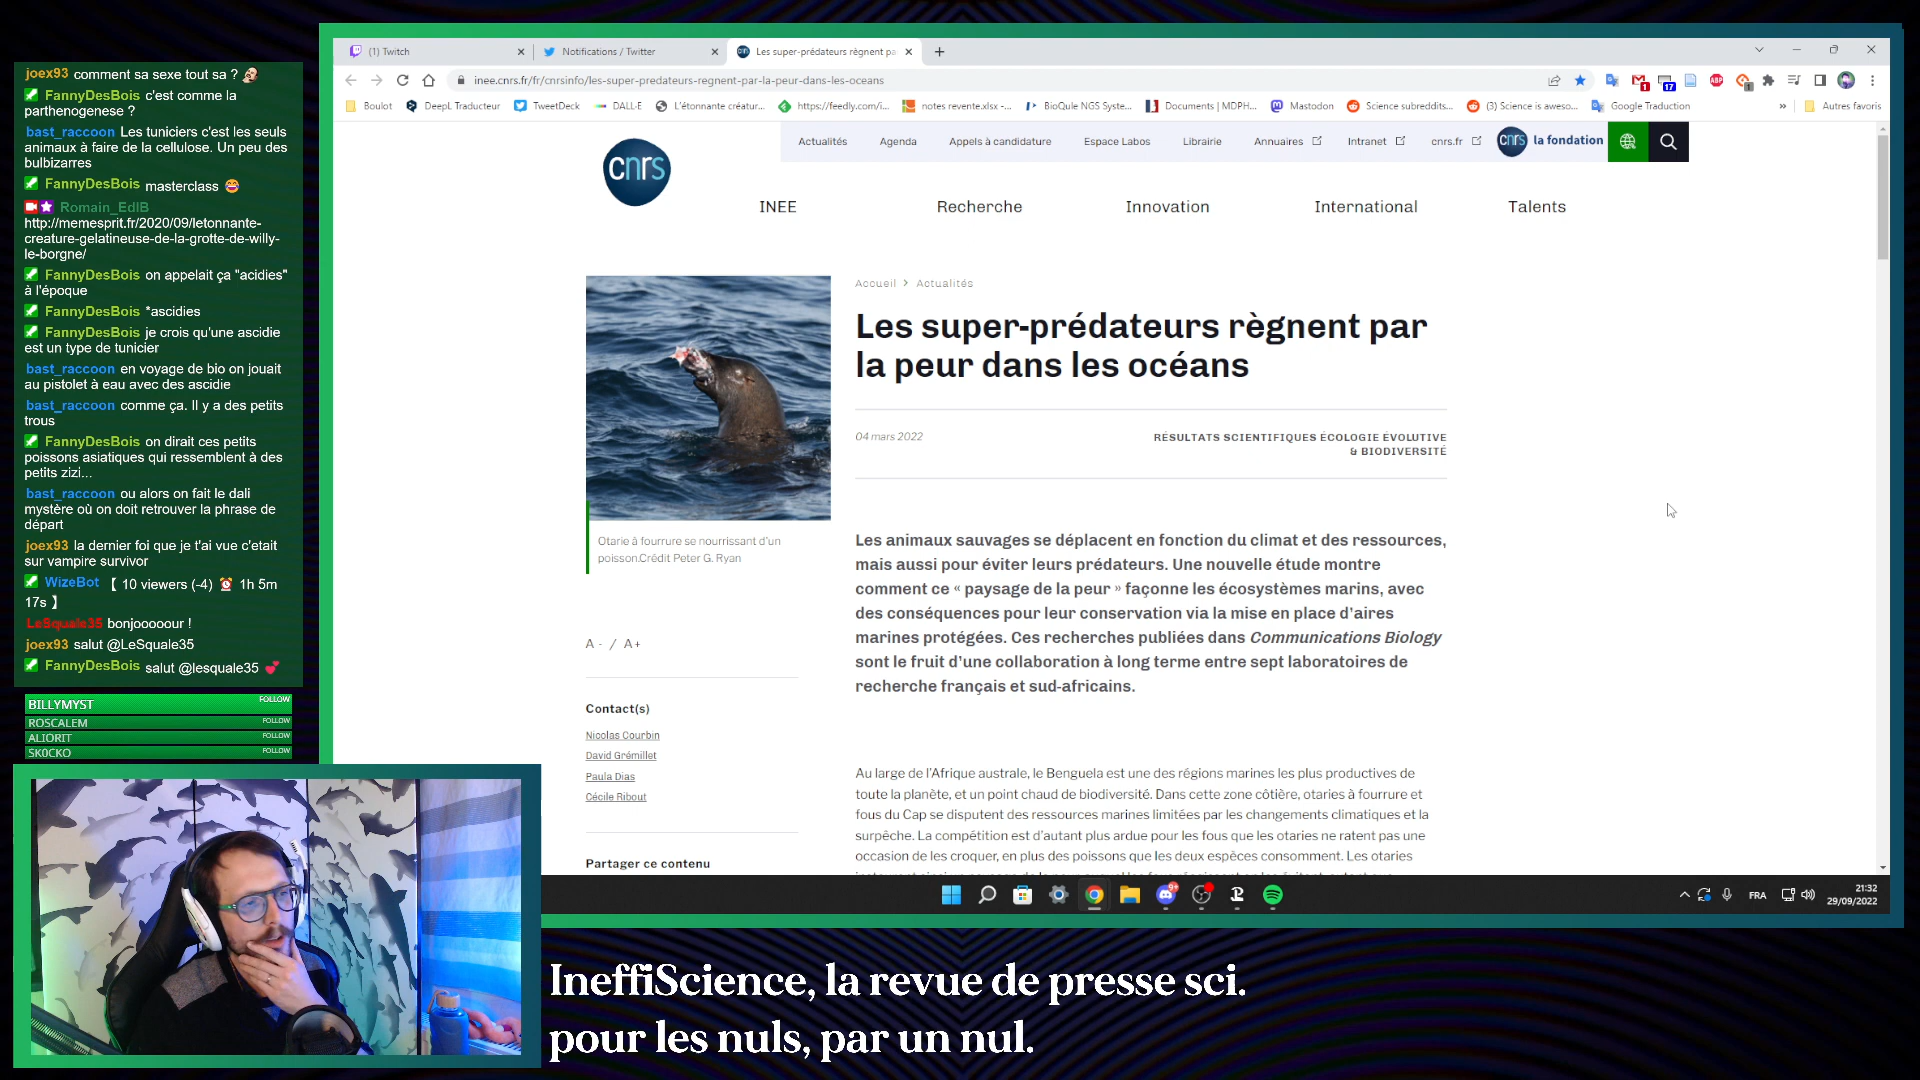 joex93 comment sa sexe tout sa ?
FannyDesBois c'est comme la
parthenogenese ?
bast_raccoon Les tuniciers c'est les seuls
animaux à faire de la cellulose. Un peu des
bulbizarres
FannyDesBois masterclass
Romain_EdlB
http://memesprit.fr/2020/09/letonnante-
creature-gelatineuse-de-la-grotte-de-willy-
le-borgne/
FannyDesBois on appelait ça "acidies"
à l'époque
FannyDesBois *ascidies
FannyDesBois je crois qu'une ascidie
est un type de tunicier
bast_raccoon en voyage de bio on jouait
au pistolet à eau avec des ascidie
bast_raccoon comme ça. Il y a des petits
trous
FannyDesBois on dirait ces petits
poissons asiatiques qui ressemblent à des
petits zizi...
bast_raccoon ou alors on fait le dali
mystère où on doit retrouver la phrase de
départ
joex93 la dernier foi que je t'ai vue c'etait
sur vampire survivor
WizeBot 【 10 viewers (-4) ⏰ 1h 5m
17s 】
LeSquale35 bonjooooour !
joex93 salut @LeSquale35
FannyDesBois salut @lesquale35
BILLYMYST FOLLOW
ROSCALEM FOLLOW
ALIORIT FOLLOW
SK0CKO FOLLOW
(1) Twitch
Notifications / Twitter
Les super-prédateurs règnent pa
inee.cnrs.fr/fr/cnrsinfo/les-super-predateurs-regnent-par-la-peur-dans-les-oceans
Boulot DeepL Traducteur TweetDeck DALL·E L'étonnante créatur... https://feedly.com/i... notes revente.xlsx -... BioQule NGS Syste... Documents | MDPH... Mastodon Science subreddits... (3) Science is aweso... Google Traduction » Autres favoris
Actualités Agenda Appels à candidature Espace Labos Librairie Annuaires Intranet cnrs.fr cnrs la fondation
cnrs
INEE Recherche Innovation International Talents
Accueil > Actualités
Les super-prédateurs règnent par
la peur dans les océans
04 mars 2022
RÉSULTATS SCIENTIFIQUES ÉCOLOGIE ÉVOLUTIVE
& BIODIVERSITÉ
Otarie à fourrure se nourrissant d'un
poisson.Crédit Peter G. Ryan
A - / A+
Contact(s)
Nicolas Courbin
David Grémillet
Paula Dias
Cécile Ribout
Partager ce contenu
Les animaux sauvages se déplacent en fonction du climat et des ressources,
mais aussi pour éviter leurs prédateurs. Une nouvelle étude montre
comment ce « paysage de la peur » façonne les écosystèmes marins, avec
des conséquences pour leur conservation via la mise en place d'aires
marines protégées. Ces recherches publiées dans Communications Biology
sont le fruit d'une collaboration à long terme entre sept laboratoires de
recherche français et sud-africains.
Au large de l'Afrique australe, le Benguela est une des régions marines les plus productives de
toute la planète, et un point chaud de biodiversité. Dans cette zone côtière, otaries à fourrure et
fous du Cap se disputent des ressources marines limitées par les changements climatiques et la
surpêche. La compétition est d'autant plus ardue pour les fous que les otaries ne ratent pas une
occasion de les croquer, en plus des poissons que les deux espèces consomment. Les otaries
FRA
21:32
29/09/2022
IneffiScience, la revue de presse sci.
pour les nuls, par un nul.